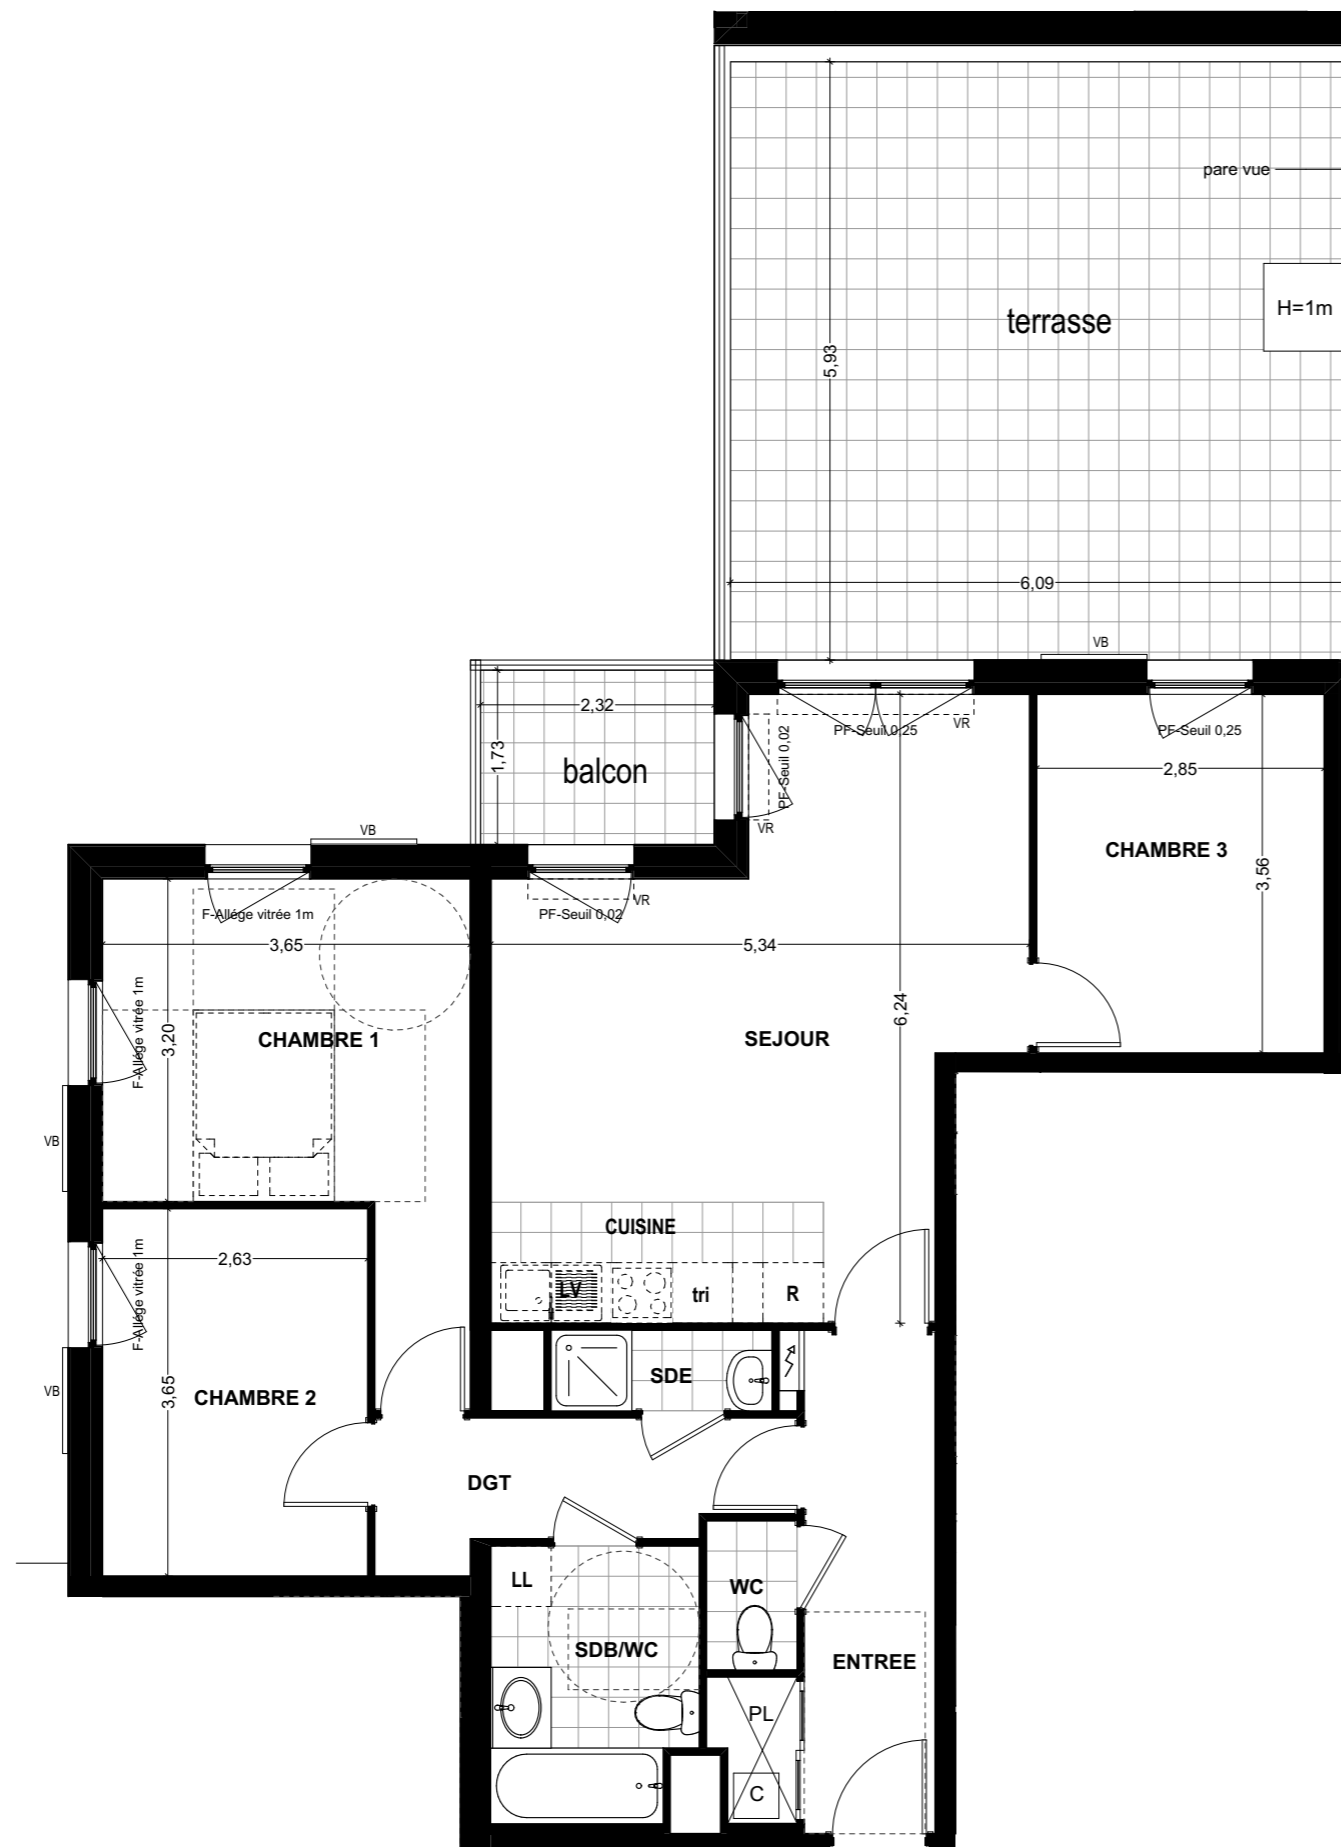 pare vue
H=1m
terrasse
5,93
6,09
VB
2,32
PF-Seuil 0,25
VR
PF-Seuil 0,25
1,73
balcon
PF-Seuil 0,02
VR
2,85
VB
CHAMBRE 3
3,56
F-Allége vitrée 1m
PF-Seuil 0,02
VR
3,65
5,34
6,24
F-Allége vitrée 1m
3,20
CHAMBRE 1
SEJOUR
VB
CUISINE
F-Allége vitrée 1m
2,63
LV
tri
R
VB
3,65
CHAMBRE 2
SDE
DGT
LL
WC
SDB/WC
ENTREE
PL
C